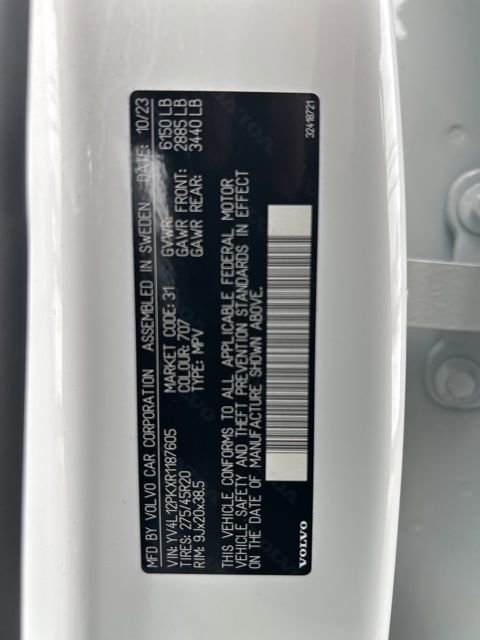 MFD BY VOLVO CAR CORPORATION ASSEMBLED IN SWEDEN DATE: 10/23
VIN: YV4L12PKXR1187605 MARKET CODE: 31 GVWR: 6150 LB
TIRES: 275/45R20 COLOUR: 707 GAWR FRONT: 2885 LB
RIM: 9Jx20x38.5 TYPE: MPV GAWR REAR: 3440 LB
THIS VEHICLE CONFORMS TO ALL APPLICABLE FEDERAL MOTOR
VEHICLE SAFETY AND THEFT PREVENTION STANDARDS IN EFFECT
ON THE DATE OF MANUFACTURE SHOWN ABOVE.
VOLVO 32418721